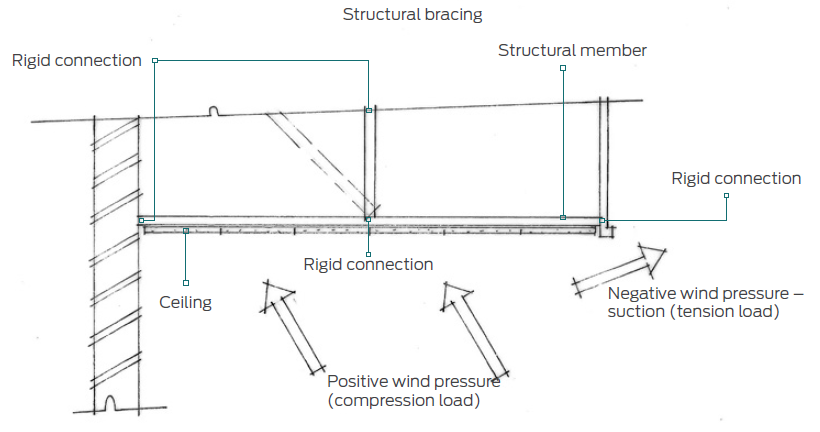 Structural bracing
Structural member
Rigid connection
Rigid connection
Rigid connection
Ceiling
Negative wind pressure –
suction (tension load)
Positive wind pressure
(compression load)